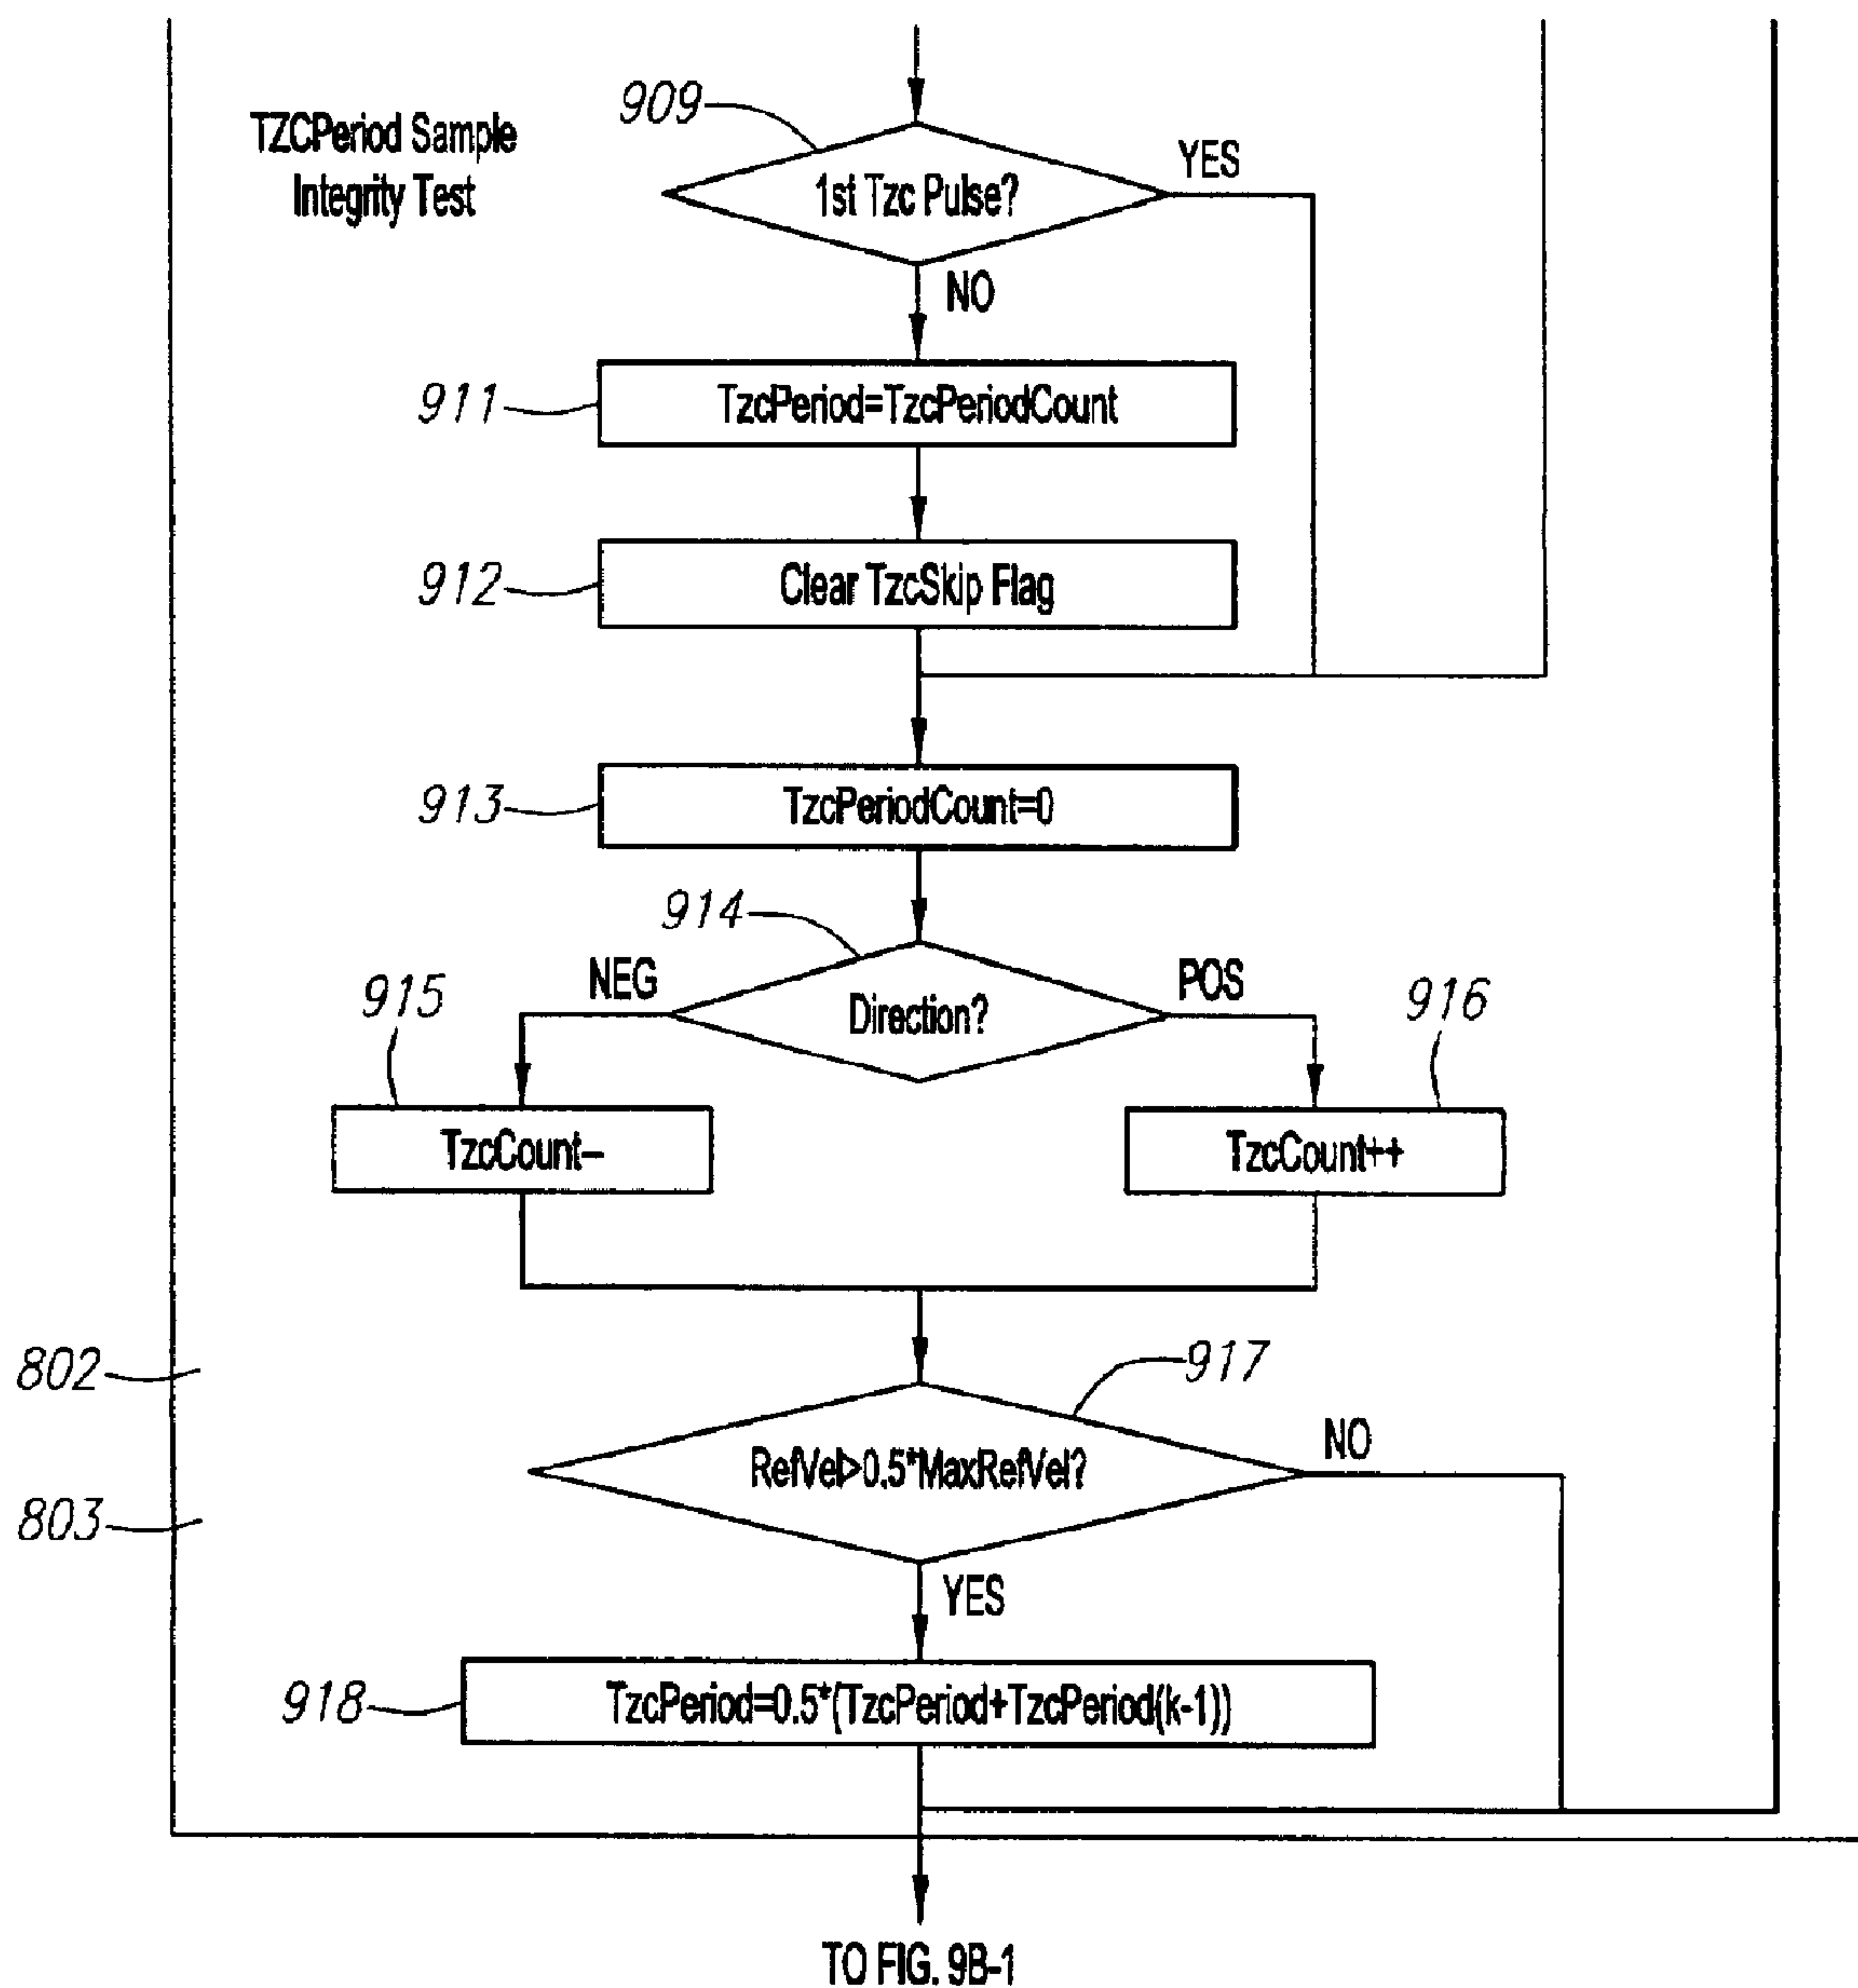 TZCPeriod Sample
Integrity Test
909
1st Tzc Pulse?
YES
NO
911
TzcPeriod=TzcPeriodCount
912
Clear TzcSkip Flag
913
TzcPeriodCount=0
914
NEG
Direction?
POS
915
916
TzcCount–
TzcCount++
802
917
RefVel>0.5*MaxRefVel?
NO
803
YES
918
TzcPeriod=0.5*(TzcPeriod+TzcPeriod(k-1))
TO FIG. 9B-1